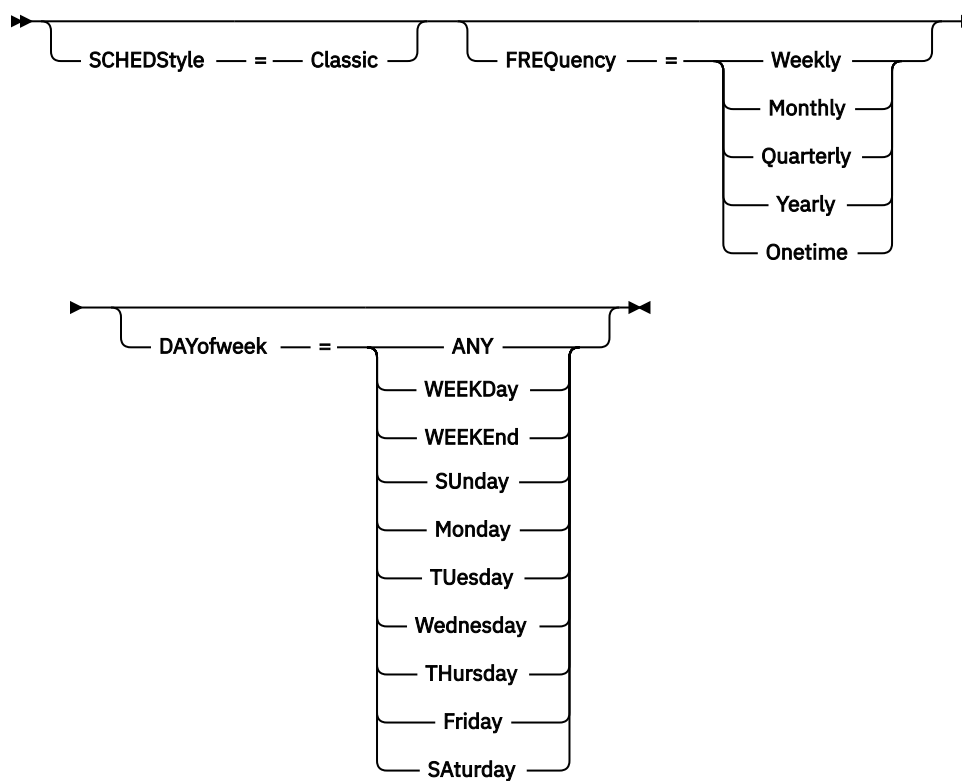 SCHEDStyle = Classic FREQuency = Weekly
Monthly
Quarterly
Yearly
Onetime
DAYofweek = ANY
WEEKDay
WEEKEnd
SUnday
Monday
TUesday
Wednesday
THursday
Friday
SAturday